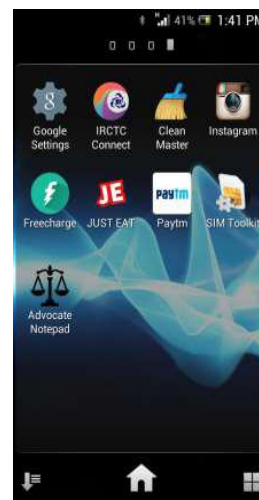 41% 1:41 PM
Google Settings
IRCTC Connect
Clean Master
Instagram
JE
Paytm
Freecharge
JUST EAT
Paytm
SIM Toolkit
Advocate Notepad